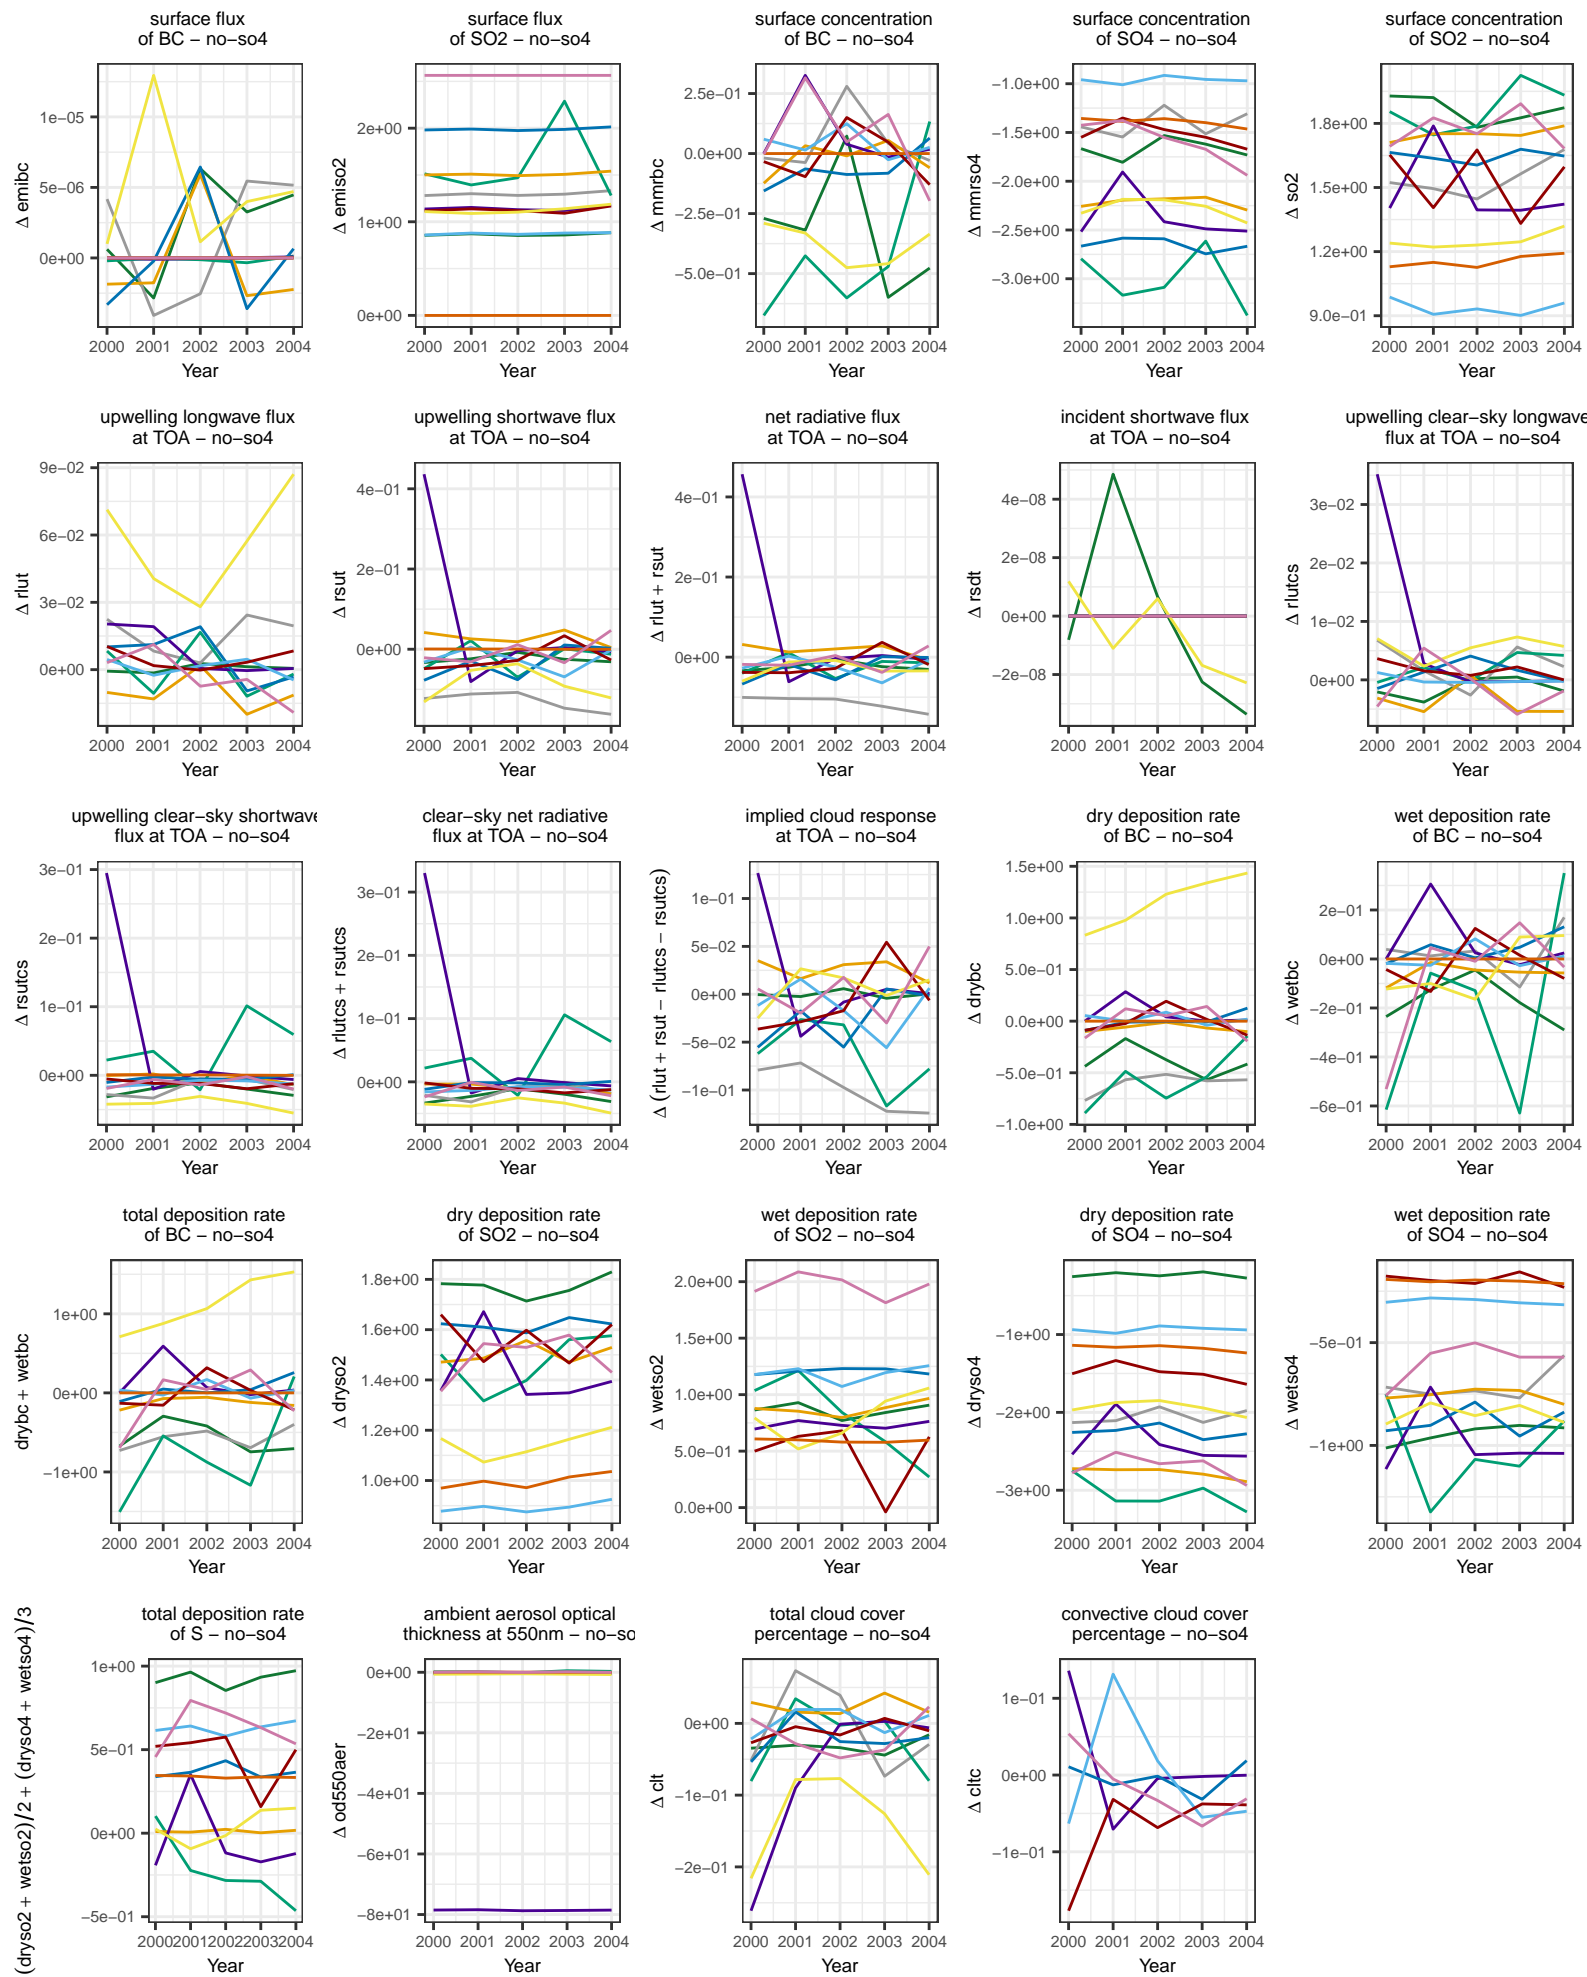 surface flux
of BC − no−so4
surface flux
of SO2 − no−so4
surface concentration
of BC − no−so4
surface concentration
of SO4 − no−so4
surface concentration
of SO2 − no−so4
Δ emibc
1e−05
5e−06
0e+00
2000 2001 2002 2003 2004
Year
Δ emiso2
2e+00
1e+00
0e+00
2000 2001 2002 2003 2004
Year
Δ mmrbc
2.5e−01
0.0e+00
−2.5e−01
−5.0e−01
2000 2001 2002 2003 2004
Year
Δ mmrso4
−1.0e+00
−1.5e+00
−2.0e+00
−2.5e+00
−3.0e+00
2000 2001 2002 2003 2004
Year
Δ so2
1.8e+00
1.5e+00
1.2e+00
9.0e−01
2000 2001 2002 2003 2004
Year
upwelling longwave flux
at TOA − no−so4
upwelling shortwave flux
at TOA − no−so4
net radiative flux
at TOA − no−so4
incident shortwave flux
at TOA − no−so4
upwelling clear−sky longwave
flux at TOA − no−so4
Δ rlut
9e−02
6e−02
3e−02
0e+00
2000 2001 2002 2003 2004
Year
Δ rsut
4e−01
2e−01
0e+00
2000 2001 2002 2003 2004
Year
Δ rlut + rsut
4e−01
2e−01
0e+00
2000 2001 2002 2003 2004
Year
Δ rsdt
4e−08
2e−08
0e+00
−2e−08
2000 2001 2002 2003 2004
Year
Δ rlutcs
3e−02
2e−02
1e−02
0e+00
2000 2001 2002 2003 2004
Year
upwelling clear−sky shortwave
flux at TOA − no−so4
clear−sky net radiative
flux at TOA − no−so4
implied cloud response
at TOA − no−so4
dry deposition rate
of BC − no−so4
wet deposition rate
of BC − no−so4
Δ rsutcs
3e−01
2e−01
1e−01
0e+00
2000 2001 2002 2003 2004
Year
Δ rlutcs + rsutcs
3e−01
2e−01
1e−01
0e+00
2000 2001 2002 2003 2004
Year
Δ (rlut + rsut − rlutcs − rsutcs)
1e−01
5e−02
0e+00
−5e−02
−1e−01
2000 2001 2002 2003 2004
Year
Δ drybc
1.5e+00
1.0e+00
5.0e−01
0.0e+00
−5.0e−01
−1.0e+00
2000 2001 2002 2003 2004
Year
Δ wetbc
2e−01
0e+00
−2e−01
−4e−01
−6e−01
2000 2001 2002 2003 2004
Year
total deposition rate
of BC − no−so4
dry deposition rate
of SO2 − no−so4
wet deposition rate
of SO2 − no−so4
dry deposition rate
of SO4 − no−so4
wet deposition rate
of SO4 − no−so4
drybc + wetbc
1e+00
0e+00
−1e+00
2000 2001 2002 2003 2004
Year
Δ dryso2
1.8e+00
1.6e+00
1.4e+00
1.2e+00
1.0e+00
2000 2001 2002 2003 2004
Year
Δ wetso2
2.0e+00
1.5e+00
1.0e+00
5.0e−01
0.0e+00
2000 2001 2002 2003 2004
Year
Δ dryso4
−1e+00
−2e+00
−3e+00
2000 2001 2002 2003 2004
Year
Δ wetso4
−5e−01
−1e+00
2000 2001 2002 2003 2004
Year
total deposition rate
of S − no−so4
ambient aerosol optical
thickness at 550nm − no−so
total cloud cover
percentage − no−so4
convective cloud cover
percentage − no−so4
(dryso2 + wetso2)/2 + (dryso4 + wetso4)/3
1e+00
5e−01
0e+00
−5e−01
2000 2001 2002 2003 2004
Year
Δ od550aer
0e+00
−2e+01
−4e+01
−6e+01
−8e+01
2000 2001 2002 2003 2004
Year
Δ clt
0e+00
−1e−01
−2e−01
2000 2001 2002 2003 2004
Year
Δ cltc
1e−01
0e+00
−1e−01
2000 2001 2002 2003 2004
Year